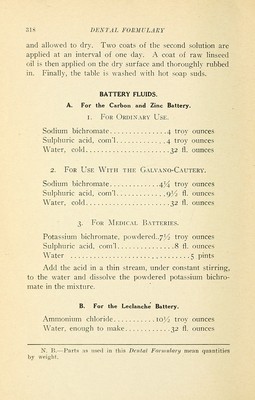 318 DENTAL FORMULARY
and allowed to dry. Two coats of the second solution are
applied at an interval of one day. A coat of raw linseed
oil is then applied on the dry surface and thoroughly rubbed
in. Finally, the table is washed with hot soap suds.
BATTERY FLUIDS.
A. For the Carbon and Zinc Battery.
1. For Ordinary Use.
Sodium bichromate.............4 troy ounces
Sulphuric acid, com'l...........4 troy ounces
Water, cold...................32 fl. ounces
2. For Use With the Galvano-Cautery.
Sodium bichromate...........4¼ troy ounces
Sulphuric acid, com'l...........9½ fl. ounces
Water, cold...................32 fl. ounces
3. For Medical Batteries.
Potassium bichromate, powdered..7½ troy ounces
Sulphuric acid, com'l.............8 fl. ounces
Water ...........................5 pints
Add the acid in a thin stream, under constant stirring,
to the water and dissolve the powdered potassium bichro-
mate in the mixture.
B. For the Leclanche Battery.
Ammonium chloride..........10½ troy ounces
Water, enough to make..........32 fl. ounces
N. B.—Parts as used in this Dental Formulary mean quantities
by weight.